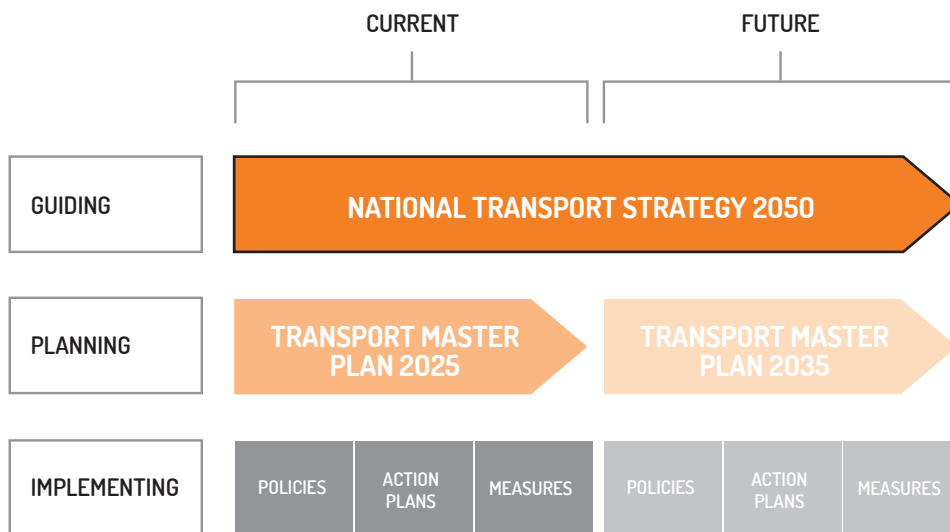 CURRENT
FUTURE
GUIDING
NATIONAL TRANSPORT STRATEGY 2050
PLANNING
TRANSPORT MASTER
PLAN 2025
TRANSPORT MASTER
PLAN 2035
IMPLEMENTING
POLICIES
ACTION
PLANS
MEASURES
POLICIES
ACTION
PLANS
MEASURES